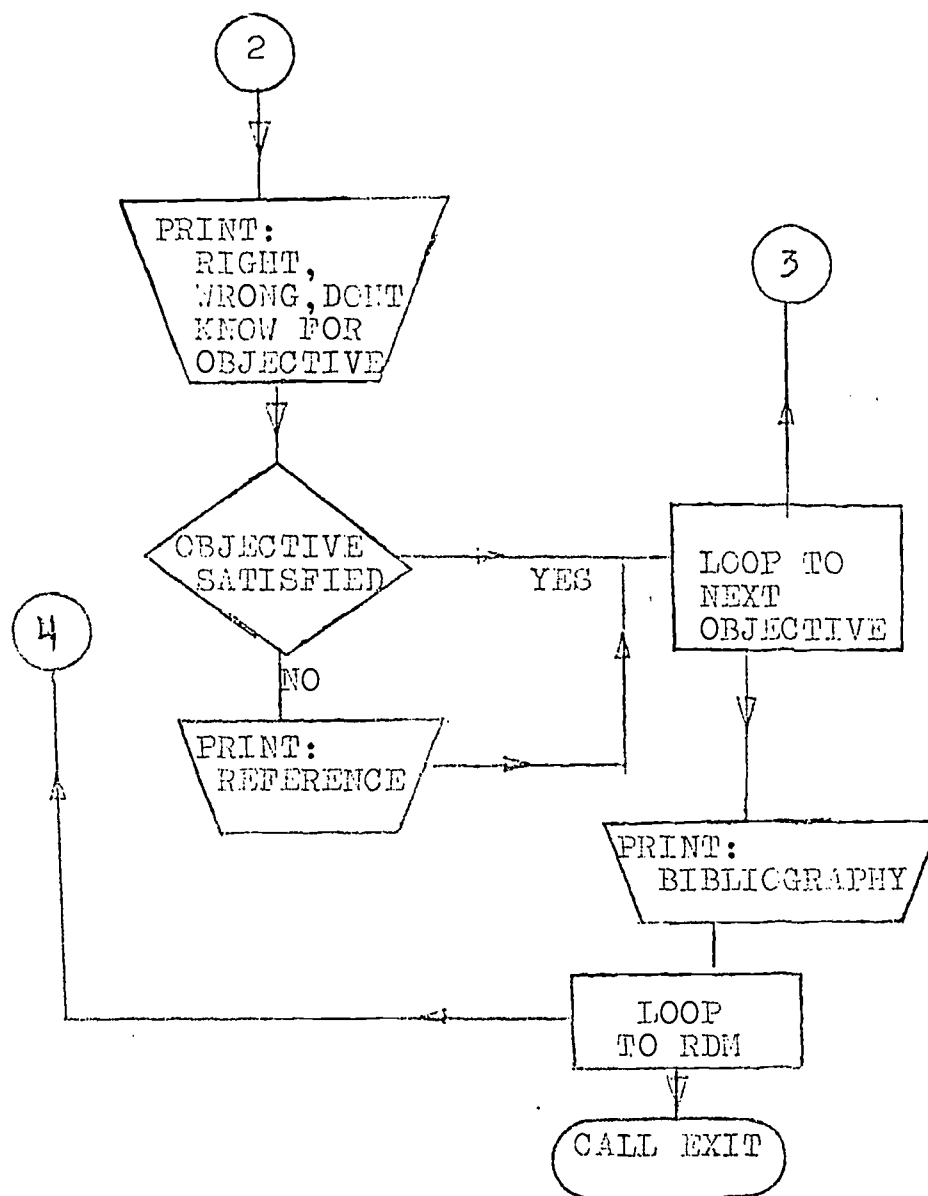 2
PRINT:
RIGHT,
WRONG,DONT
KNOW FOR
OBJECTIVE
3
OBJECTIVE
SATISFIED
YES
LOOP TO
NEXT
OBJECTIVE
4
NO
PRINT:
REFERENCE
PRINT:
BIBLIOGRAPHY
LOOP
TO RDM
CALL EXIT